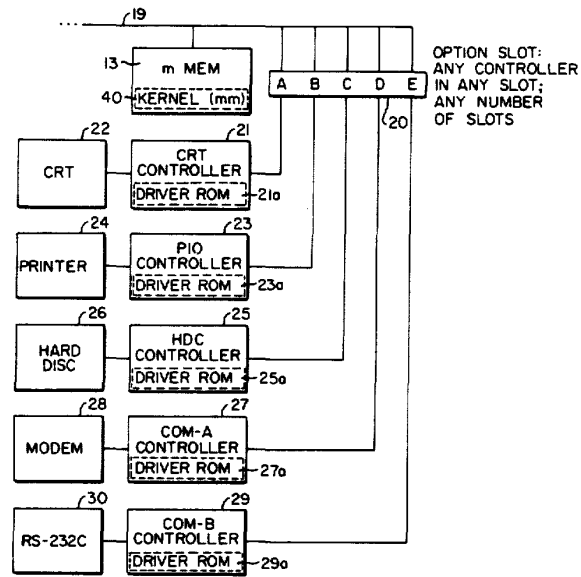 19
13
m MEM
40
KERNEL (mm)
A B C D E
20
OPTION SLOT:
ANY CONTROLLER
IN ANY SLOT;
ANY NUMBER
OF SLOTS
22
CRT
21
CRT
CONTROLLER
DRIVER ROM
21a
24
PRINTER
23
PIO
CONTROLLER
DRIVER ROM
23a
26
HARD
DISC
25
HDC
CONTROLLER
DRIVER ROM
25a
28
MODEM
27
COM-A
CONTROLLER
DRIVER ROM
27a
30
RS-232C
29
COM-B
CONTROLLER
DRIVER ROM
29a